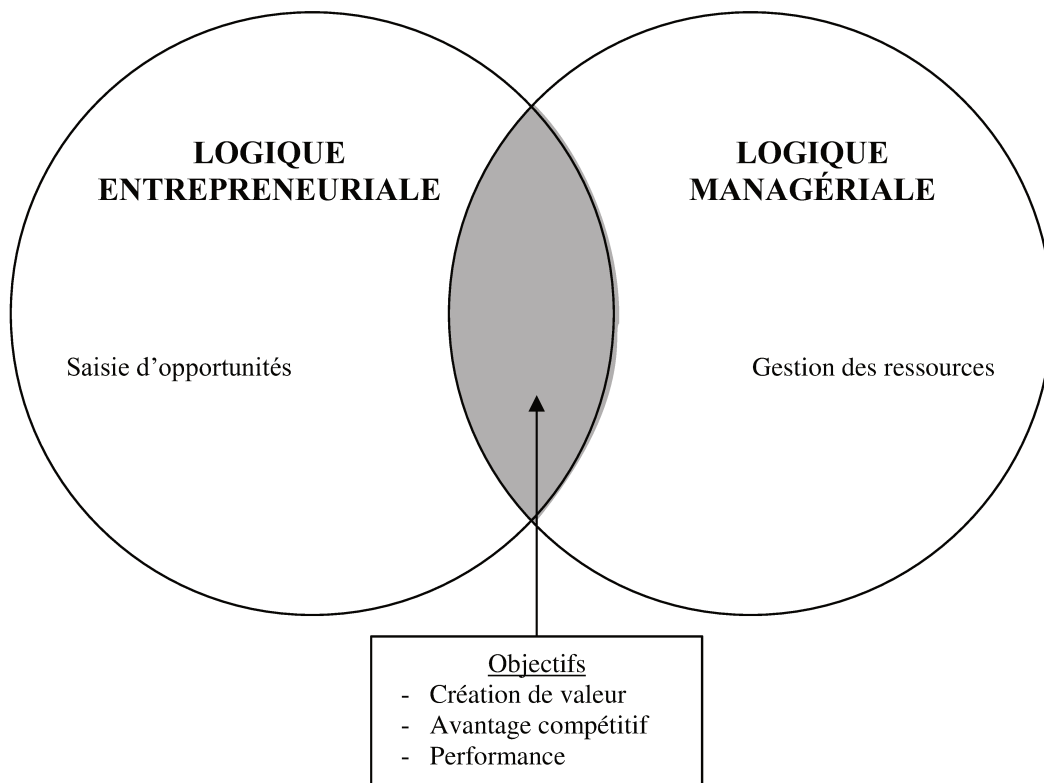 LOGIQUE
ENTREPRENEURIALE
LOGIQUE
MANAGÉRIALE
Saisie d’opportunités
Gestion des ressources
Objectifs
- Création de valeur
- Avantage compétitif
- Performance